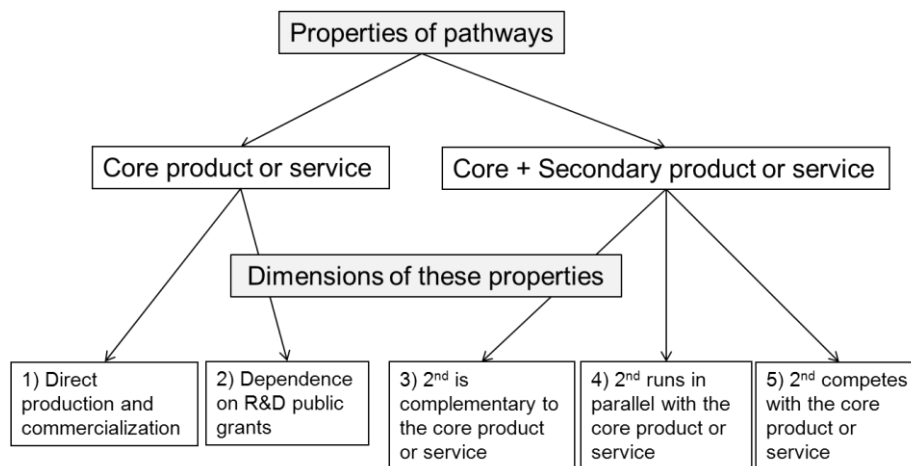 Properties of pathways
Core product or service
Core + Secondary product or service
Dimensions of these properties
1) Direct
production and
commercialization
2) Dependence
on R&D public
grants
3) 2nd is
complementary to
the core product
or service
4) 2nd runs in
parallel with the
core product or
service
5) 2nd competes
with the core
product or
service